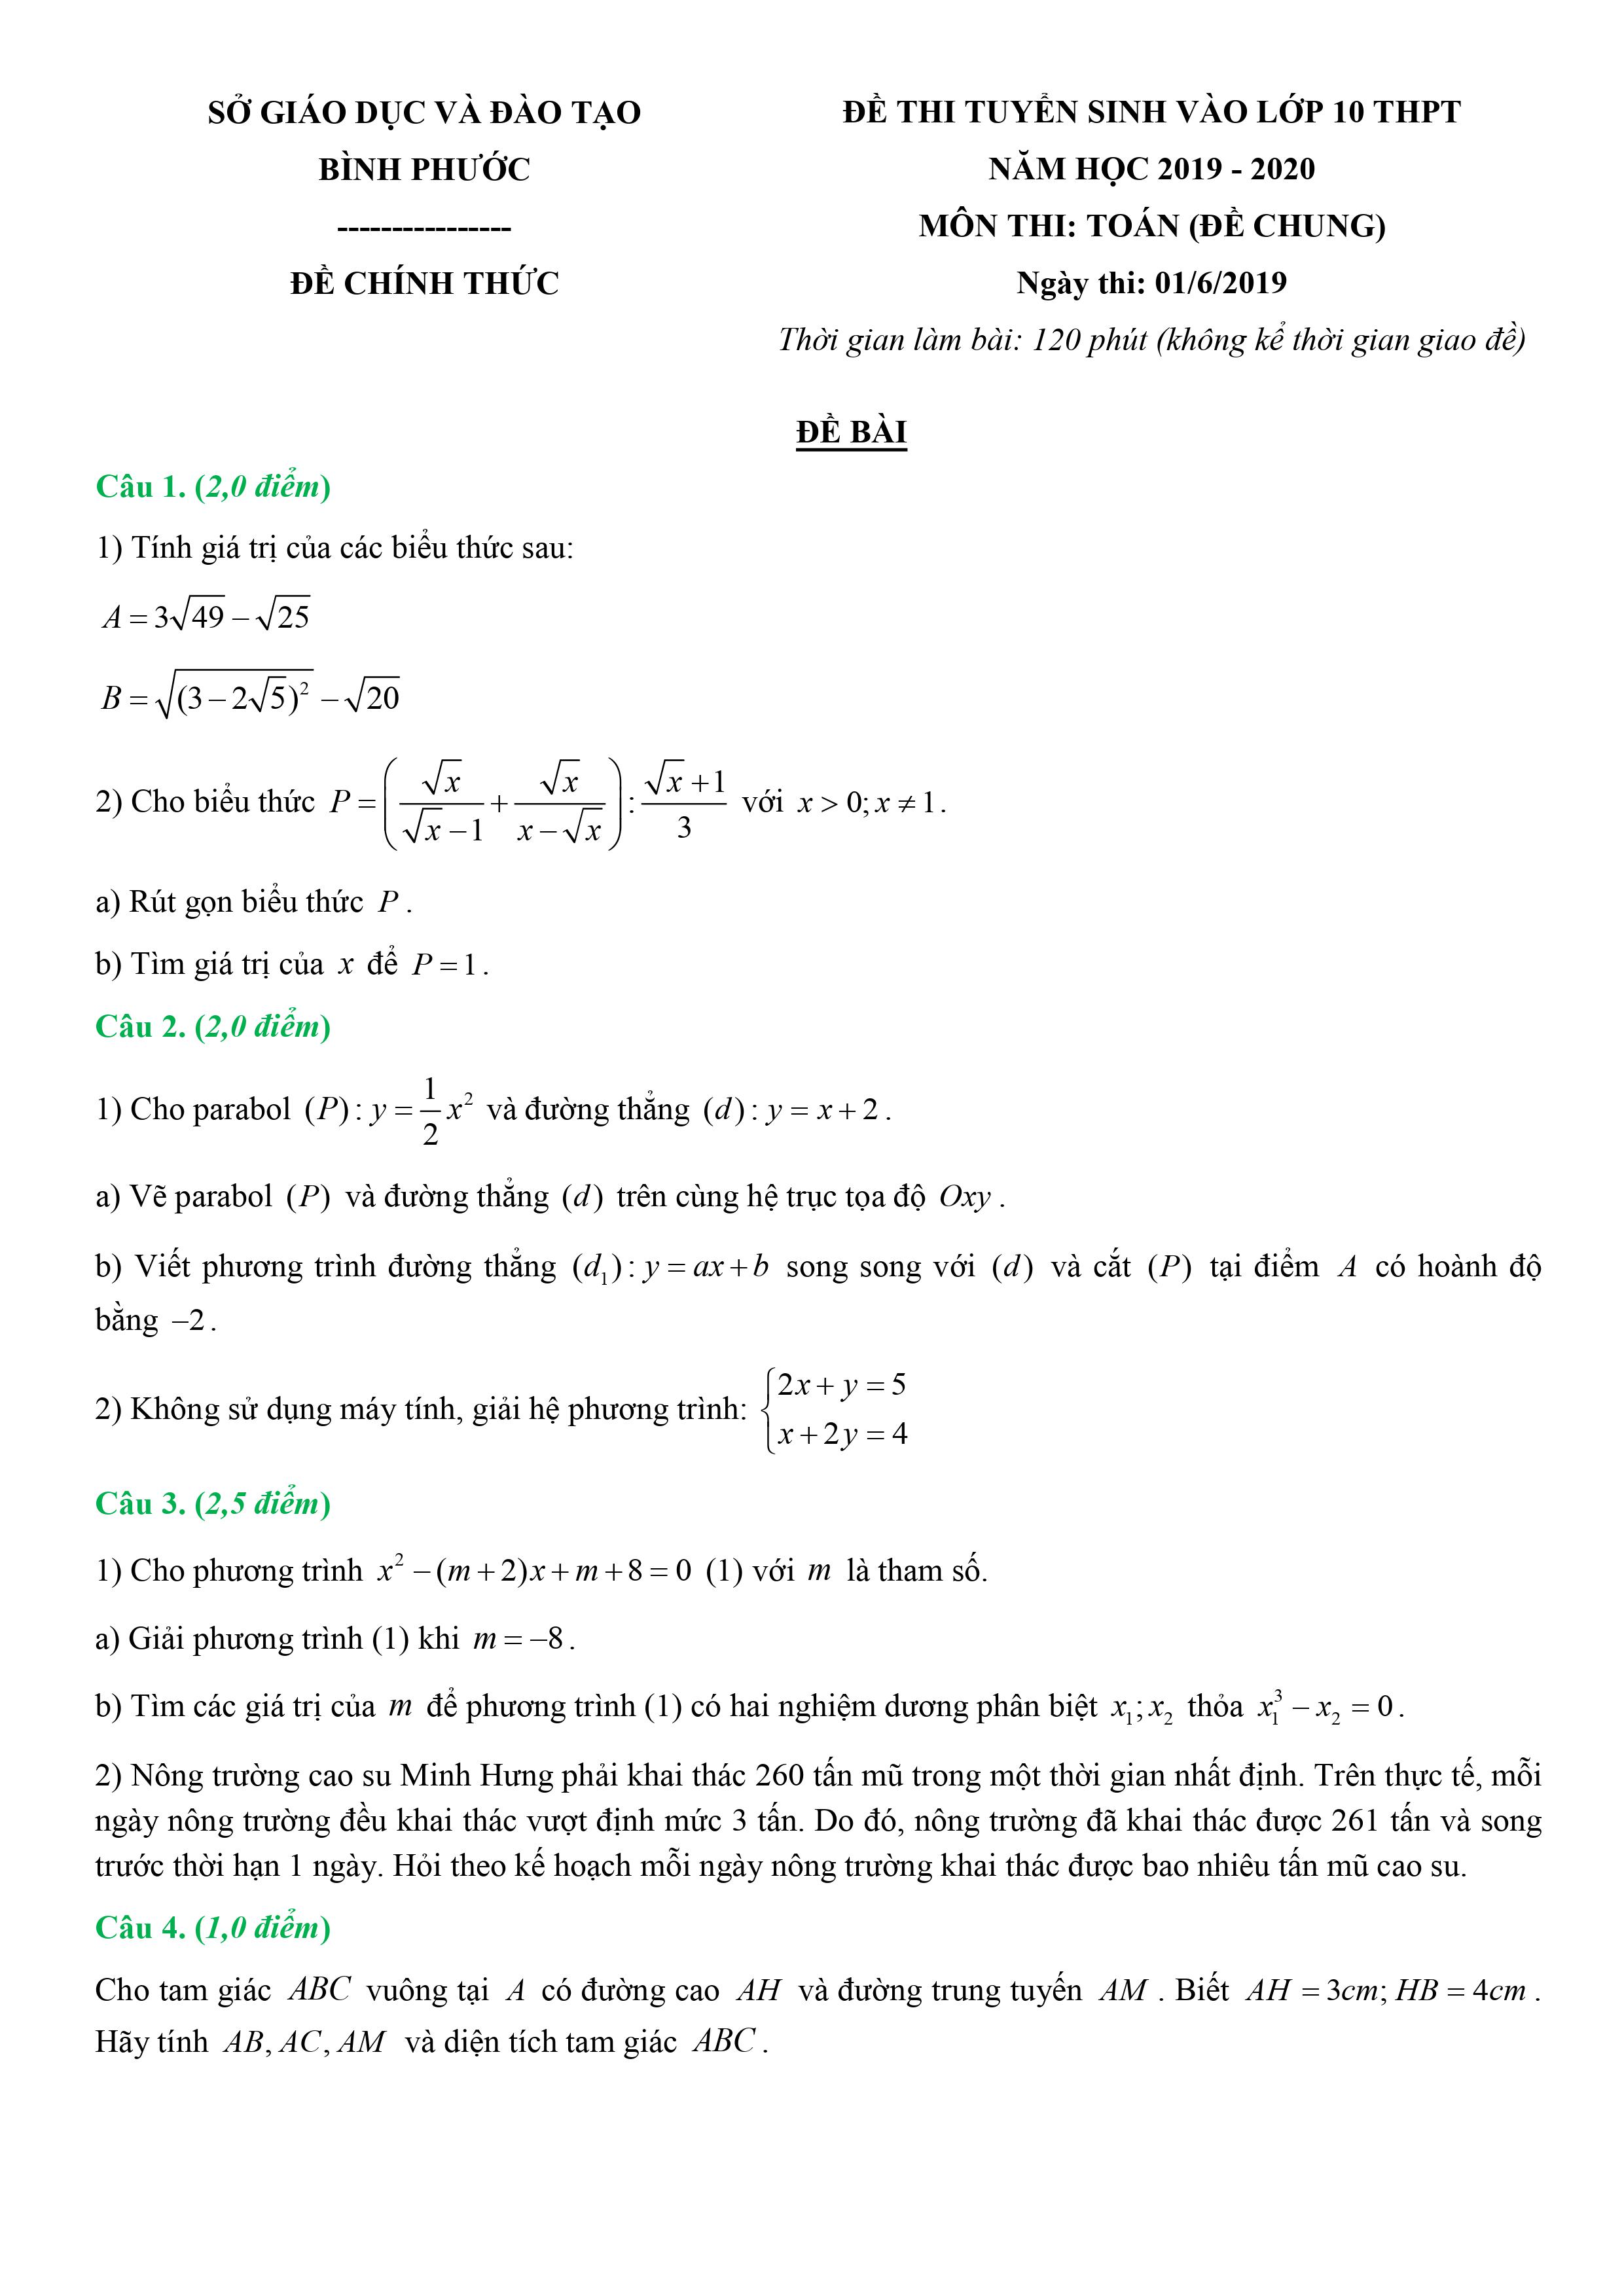 SỞ GIÁO DỤC VÀ ĐÀO TẠO
BÌNH PHƯỚC
----------------
ĐỀ CHÍNH THỨC
ĐỀ THI TUYỂN SINH VÀO LỚP 10 THPT
NĂM HỌC 2019 - 2020
MÔN THI: TOÁN (ĐỀ CHUNG)
Ngày thi: 01/6/2019
Thời gian làm bài: 120 phút (không kể thời gian giao đề)
ĐỀ BÀI
Câu 1. (2,0 điểm)
1) Tính giá trị của các biểu thức sau:
$A = 3\sqrt{49} - \sqrt{25}$
$B = \sqrt{(3 - 2\sqrt{5})^2} - \sqrt{20}$
2) Cho biểu thức $P = \left( \frac{\sqrt{x}}{\sqrt{x} - 1} + \frac{\sqrt{x}}{x - \sqrt{x}} \right) : \frac{\sqrt{x} + 1}{3}$ với $x > 0; x \neq 1$.
a) Rút gọn biểu thức $P$.
b) Tìm giá trị của $x$ để $P = 1$.
Câu 2. (2,0 điểm)
1) Cho parabol $(P): y = \frac{1}{2}x^2$ và đường thẳng $(d): y = x + 2$.
a) Vẽ parabol $(P)$ và đường thẳng $(d)$ trên cùng hệ trục tọa độ $Oxy$.
b) Viết phương trình đường thẳng $(d_1): y = ax + b$ song song với $(d)$ và cắt $(P)$ tại điểm $A$ có hoành độ
bằng $-2$.
2) Không sử dụng máy tính, giải hệ phương trình: $\begin{cases} 2x + y = 5 \\ x + 2y = 4 \end{cases}$
Câu 3. (2,5 điểm)
1) Cho phương trình $x^2 - (m + 2)x + m + 8 = 0$ (1) với $m$ là tham số.
a) Giải phương trình (1) khi $m = -8$.
b) Tìm các giá trị của $m$ để phương trình (1) có hai nghiệm dương phân biệt $x_1; x_2$ thỏa $x_1^3 - x_2 = 0$.
2) Nông trường cao su Minh Hưng phải khai thác 260 tấn mũ trong một thời gian nhất định. Trên thực tế, mỗi
ngày nông trường đều khai thác vượt định mức 3 tấn. Do đó, nông trường đã khai thác được 261 tấn và song
trước thời hạn 1 ngày. Hỏi theo kế hoạch mỗi ngày nông trường khai thác được bao nhiêu tấn mũ cao su.
Câu 4. (1,0 điểm)
Cho tam giác $ABC$ vuông tại $A$ có đường cao $AH$ và đường trung tuyến $AM$. Biết $AH = 3cm; HB = 4cm$.
Hãy tính $AB, AC, AM$ và diện tích tam giác $ABC$.